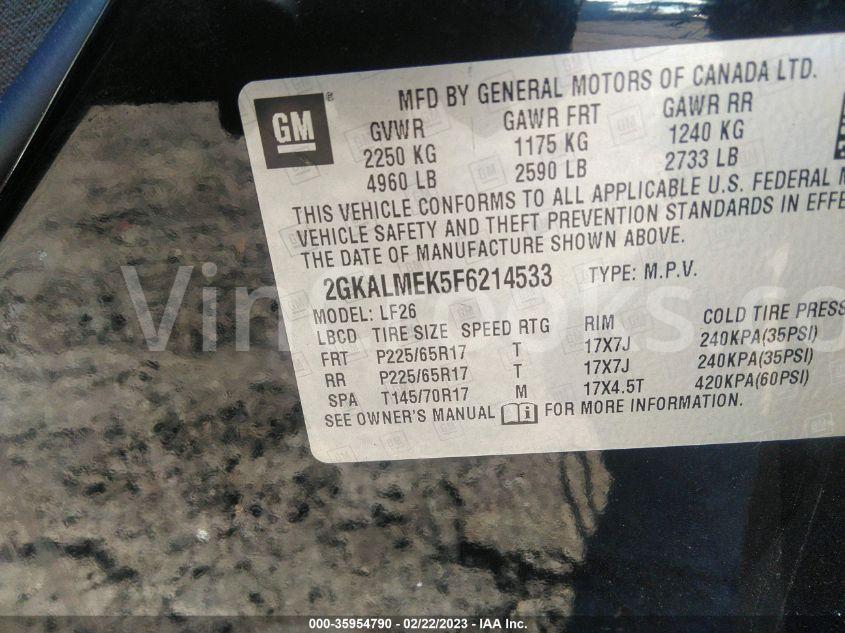 MFD BY GENERAL MOTORS OF CANADA LTD.
GM ®
GVWR GAWR FRT GAWR RR
2250 KG 1175 KG 1240 KG
4960 LB 2590 LB 2733 LB
THIS VEHICLE CONFORMS TO ALL APPLICABLE U.S. FEDERAL M
VEHICLE SAFETY AND THEFT PREVENTION STANDARDS IN EFFE
THE DATE OF MANUFACTURE SHOWN ABOVE.
2GKALMEK5F6214533 TYPE: M.P.V.
MODEL: LF26
LBCD TIRE SIZE SPEED RTG RIM COLD TIRE PRESS
FRT P225/65R17 T 17X7J 240KPA(35PSI)
RR P225/65R17 T 17X7J 240KPA(35PSI)
SPA T145/70R17 M 17X4.5T 420KPA(60PSI)
SEE OWNER'S MANUAL i FOR MORE INFORMATION.
000-35954790 - 02/22/2023 - IAA Inc.